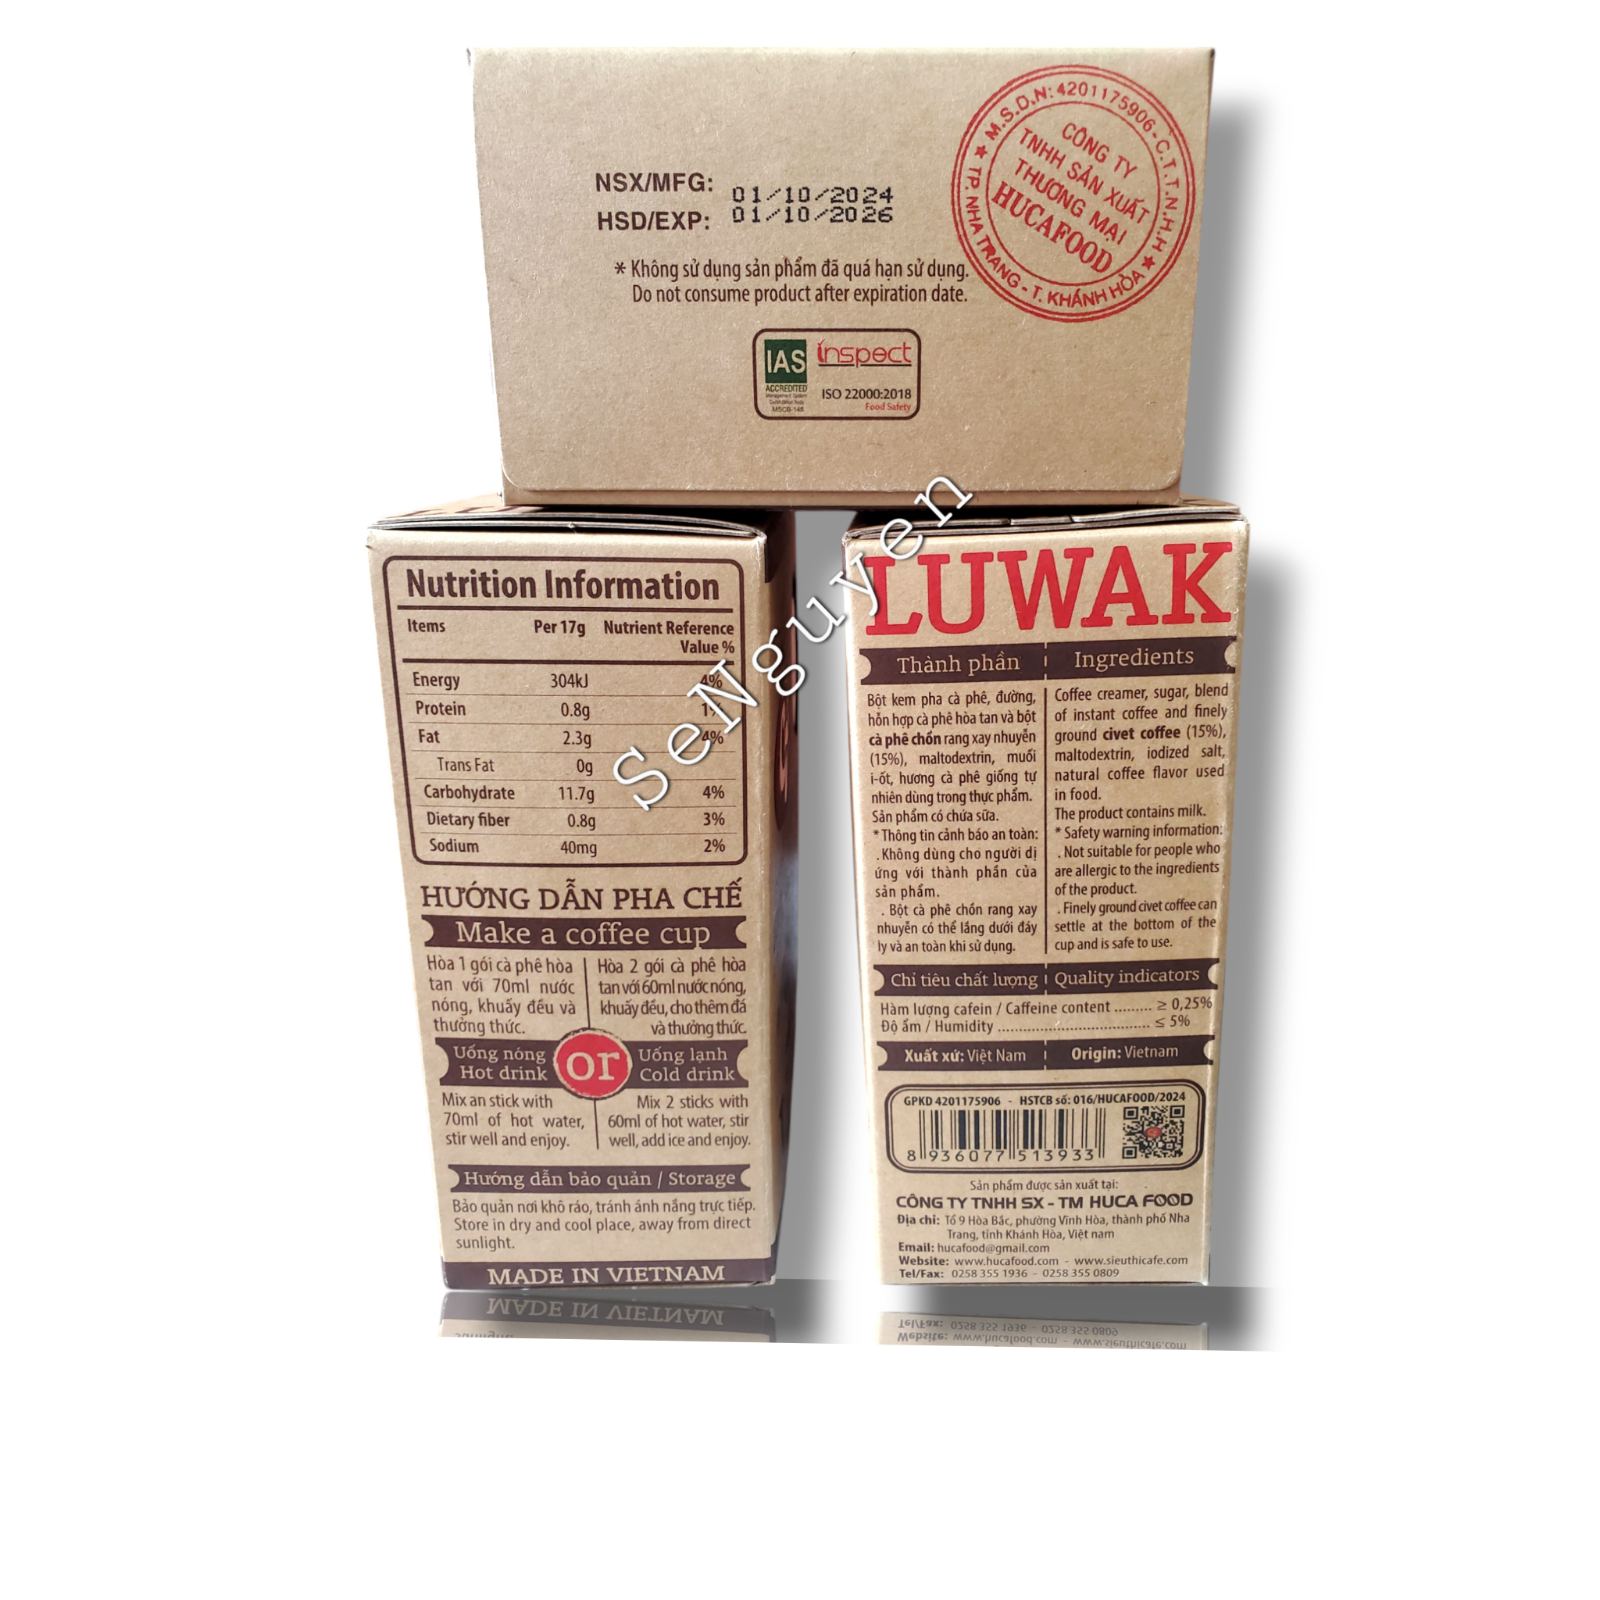 NSX/MFG: 01/10/2024
HSD/EXP: 01/10/2026
* Không sử dụng sản phẩm đã quá hạn sử dụng.
Do not consume product after expiration date.
M.S.D.N: 4201175906-C.T.T.N.H.H
CÔNG TY
TNHH SẢN XUẤT
THƯƠNG MẠI
HUCAFOOD
★ TP. NHA TRANG - T. KHÁNH HÒA ★
IAS
ACCREDITED
Management System
Certification Body
MSCB-148
inspect
ISO 22000:2018
Food Safety
SeNguyen
Nutrition Information
Items Per 17g Nutrient Reference
Value %
Energy 304kJ 4%
Protein 0.8g 1%
Fat 2.3g 4%
Trans Fat 0g
Carbohydrate 11.7g 4%
Dietary fiber 0.8g 3%
Sodium 40mg 2%
HƯỚNG DẪN PHA CHẾ
Make a coffee cup
Hòa 1 gói cà phê hòa
tan với 70ml nước
nóng, khuấy đều và
thưởng thức.
Hòa 2 gói cà phê hòa
tan với 60ml nước nóng,
khuấy đều, cho thêm đá
và thưởng thức.
Uống nóng
Hot drink
or
Uống lạnh
Cold drink
Mix an stick with
70ml of hot water,
stir well and enjoy.
Mix 2 sticks with
60ml of hot water, stir
well, add ice and enjoy.
Hướng dẫn bảo quản / Storage
Bảo quản nơi khô ráo, tránh ánh nắng trực tiếp.
Store in dry and cool place, away from direct
sunlight.
MADE IN VIETNAM
LUWAK
Thành phần
Bột kem pha cà phê, đường,
hỗn hợp cà phê hòa tan và bột
cà phê chồn rang xay nhuyễn
(15%), maltodextrin, muối
i-ốt, hương cà phê giống tự
nhiên dùng trong thực phẩm.
Sản phẩm có chứa sữa.
* Thông tin cảnh báo an toàn:
. Không dùng cho người dị
ứng với thành phần của
sản phẩm.
. Bột cà phê chồn rang xay
nhuyễn có thể lắng dưới đáy
ly và an toàn khi sử dụng.
Ingredients
Coffee creamer, sugar, blend
of instant coffee and finely
ground civet coffee (15%),
maltodextrin, iodized salt,
natural coffee flavor used
in food.
The product contains milk.
* Safety warning information:
. Not suitable for people who
are allergic to the ingredients
of the product.
. Finely ground civet coffee can
settle at the bottom of the
cup and is safe to use.
Chỉ tiêu chất lượng Quality indicators
Hàm lượng cafein / Caffeine content ......... ≥ 0,25%
Độ ẩm / Humidity .................................. ≤ 5%
Xuất xứ: Việt Nam Origin: Vietnam
GPKD 4201175906 - HSTCB số: 016/HUCAFOOD/2024
8 936077 513933
Sản phẩm được sản xuất tại:
CÔNG TY TNHH SX - TM HUCA FOOD
Địa chỉ: Tổ 9 Hòa Bắc, phường Vĩnh Hòa, thành phố Nha
Trang, tỉnh Khánh Hòa, Việt nam
Email: hucafood@gmail.com
Website: www.hucafood.com - www.sieuthicafe.com
Tel/Fax: 0258 355 1936 - 0258 355 0809